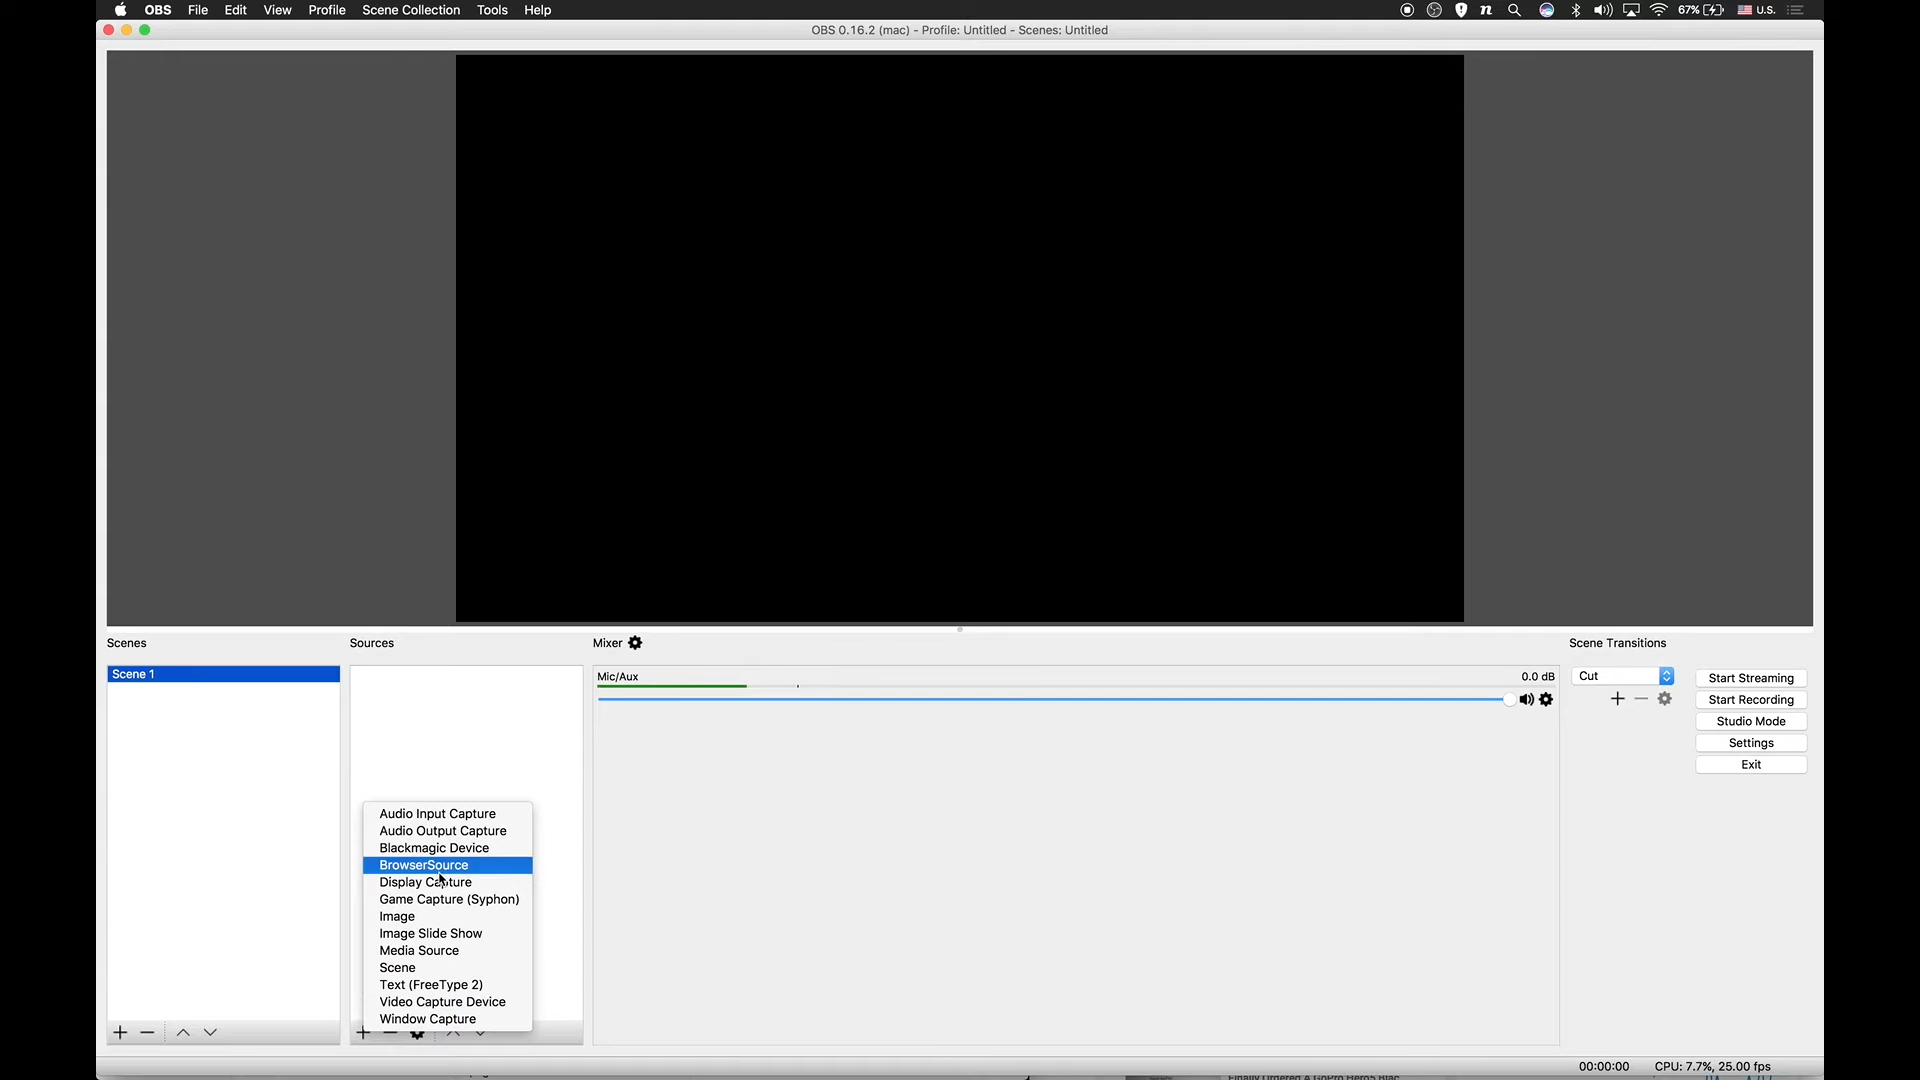 OBS File Edit View Profile Scene Collection Tools Help
67% U.S.
OBS 0.16.2 (mac) - Profile: Untitled - Scenes: Untitled
Scenes
Sources
Mixer
Scene Transitions
Scene 1
Mic/Aux
0.0 dB
Cut
Start Streaming
Start Recording
Studio Mode
Settings
Exit
Audio Input Capture
Audio Output Capture
Blackmagic Device
BrowserSource
Display Capture
Game Capture (Syphon)
Image
Image Slide Show
Media Source
Scene
Text (FreeType 2)
Video Capture Device
Window Capture
00:00:00
CPU: 7.7%, 25.00 fps